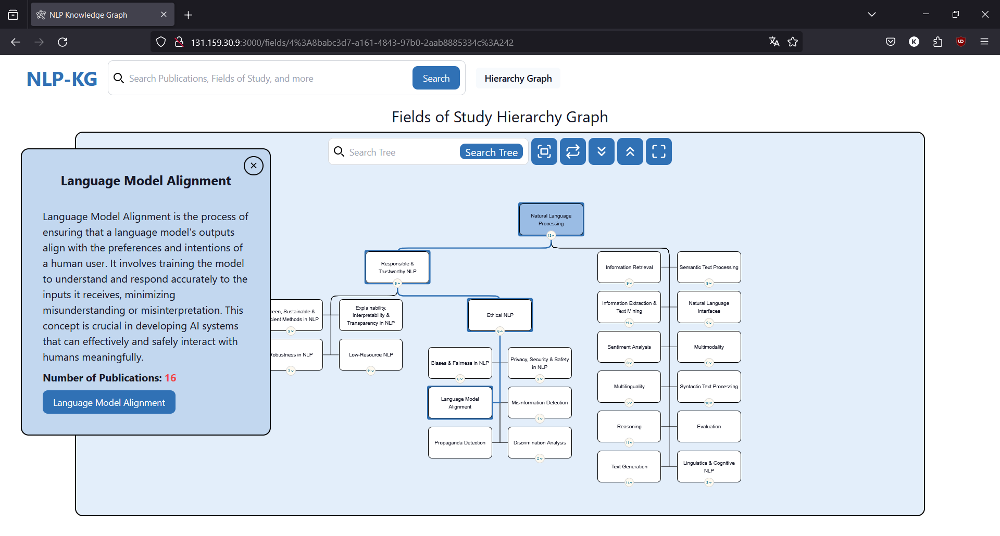 NLP Knowledge Graph
131.159.30.9:3000/fields/4%3A8babc3d7-a161-4843-97b0-2aab8885334c%3A242
NLP-KG
Search Publications, Fields of Study, and more
Search
Hierarchy Graph
Fields of Study Hierarchy Graph
Search Tree
Search Tree
Language Model Alignment
Language Model Alignment is the process of
ensuring that a language model's outputs
align with the preferences and intentions of
a human user. It involves training the model
to understand and respond accurately to the
inputs it receives, minimizing
misunderstanding or misinterpretation. This
concept is crucial in developing AI systems
that can effectively and safely interact with
humans meaningfully.
Number of Publications: 16
Language Model Alignment
Natural Language
Processing
13
Responsible &
Trustworthy NLP
5
reen, Sustainable &
cient Methods in NLP
9
Explainability,
Interpretability &
Transparency in NLP
Robustness in NLP
3
Low-Resource NLP
11
Ethical NLP
6
Biases & Fairness in NLP
6
Privacy, Security & Safety
in NLP
9
Language Model
Alignment
Misinformation Detection
1
Propaganda Detection
Discrimination Analysis
2
Information Retrieval
9
Semantic Text Processing
9
Information Extraction &
Text Mining
11
Natural Language
Interfaces
2
Sentiment Analysis
8
Multimodality
6
Multilinguality
5
Syntactic Text Processing
10
Reasoning
11
Evaluation
Text Generation
14
Linguistics & Cognitive
NLP
3